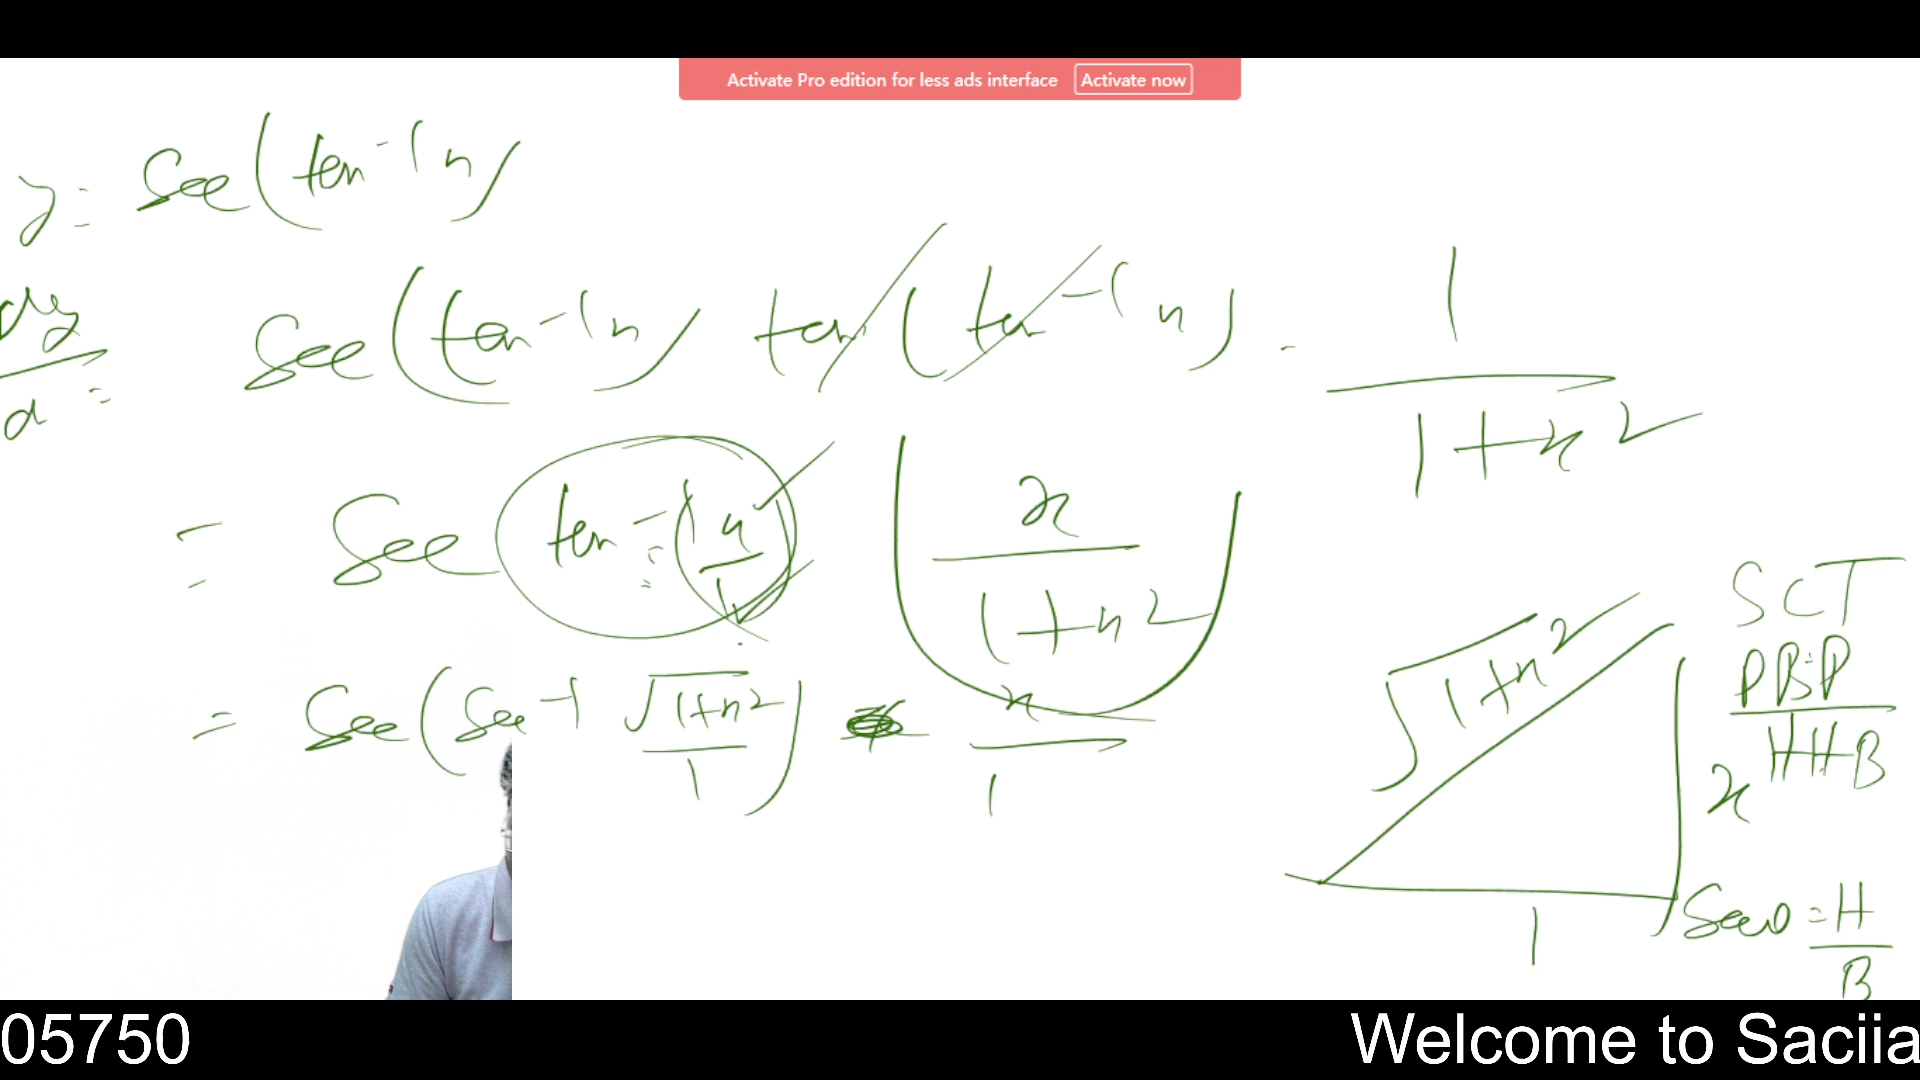 Activate Pro edition for less ads interface Activate now
y = sec(tan⁻¹x)
dy/d = sec(tan⁻¹x) tan(tan⁻¹x) · 1/1+x²
= sec(tan⁻¹(x/1)) (x/1+x²)
= sec(sec⁻¹ √1+x²/1) x/1
√1+x²
x
1
SCT
PBP
HHB
Secθ = H/B
05750
Welcome to Saciia